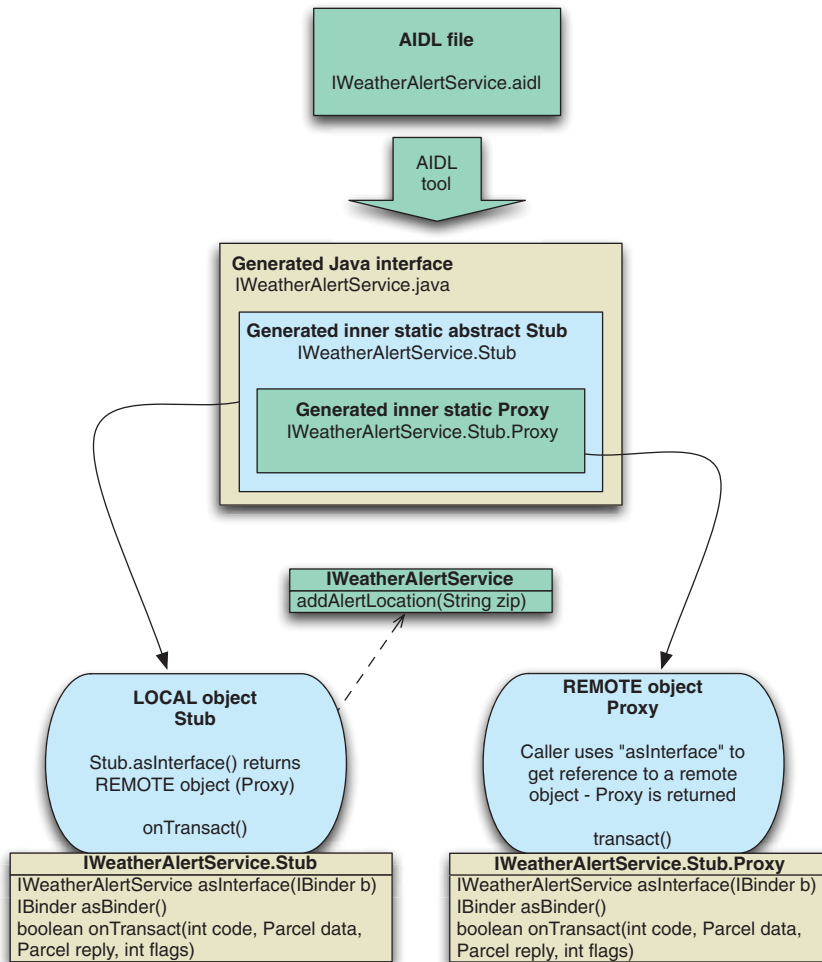 AIDL file
IWeatherAlertService.aidl
AIDL
tool
Generated Java interface
IWeatherAlertService.java
Generated inner static abstract Stub
IWeatherAlertService.Stub
Generated inner static Proxy
IWeatherAlertService.Stub.Proxy
IWeatherAlertService
addAlertLocation(String zip)
LOCAL object
Stub
Stub.asInterface() returns
REMOTE object (Proxy)
onTransact()
IWeatherAlertService.Stub
IWeatherAlertService asInterface(IBinder b)
IBinder asBinder()
boolean onTransact(int code, Parcel data,
Parcel reply, int flags)
REMOTE object
Proxy
Caller uses "asInterface" to
get reference to a remote
object - Proxy is returned
transact()
IWeatherAlertService.Stub.Proxy
IWeatherAlertService asInterface(IBinder b)
IBinder asBinder()
boolean onTransact(int code, Parcel data,
Parcel reply, int flags)